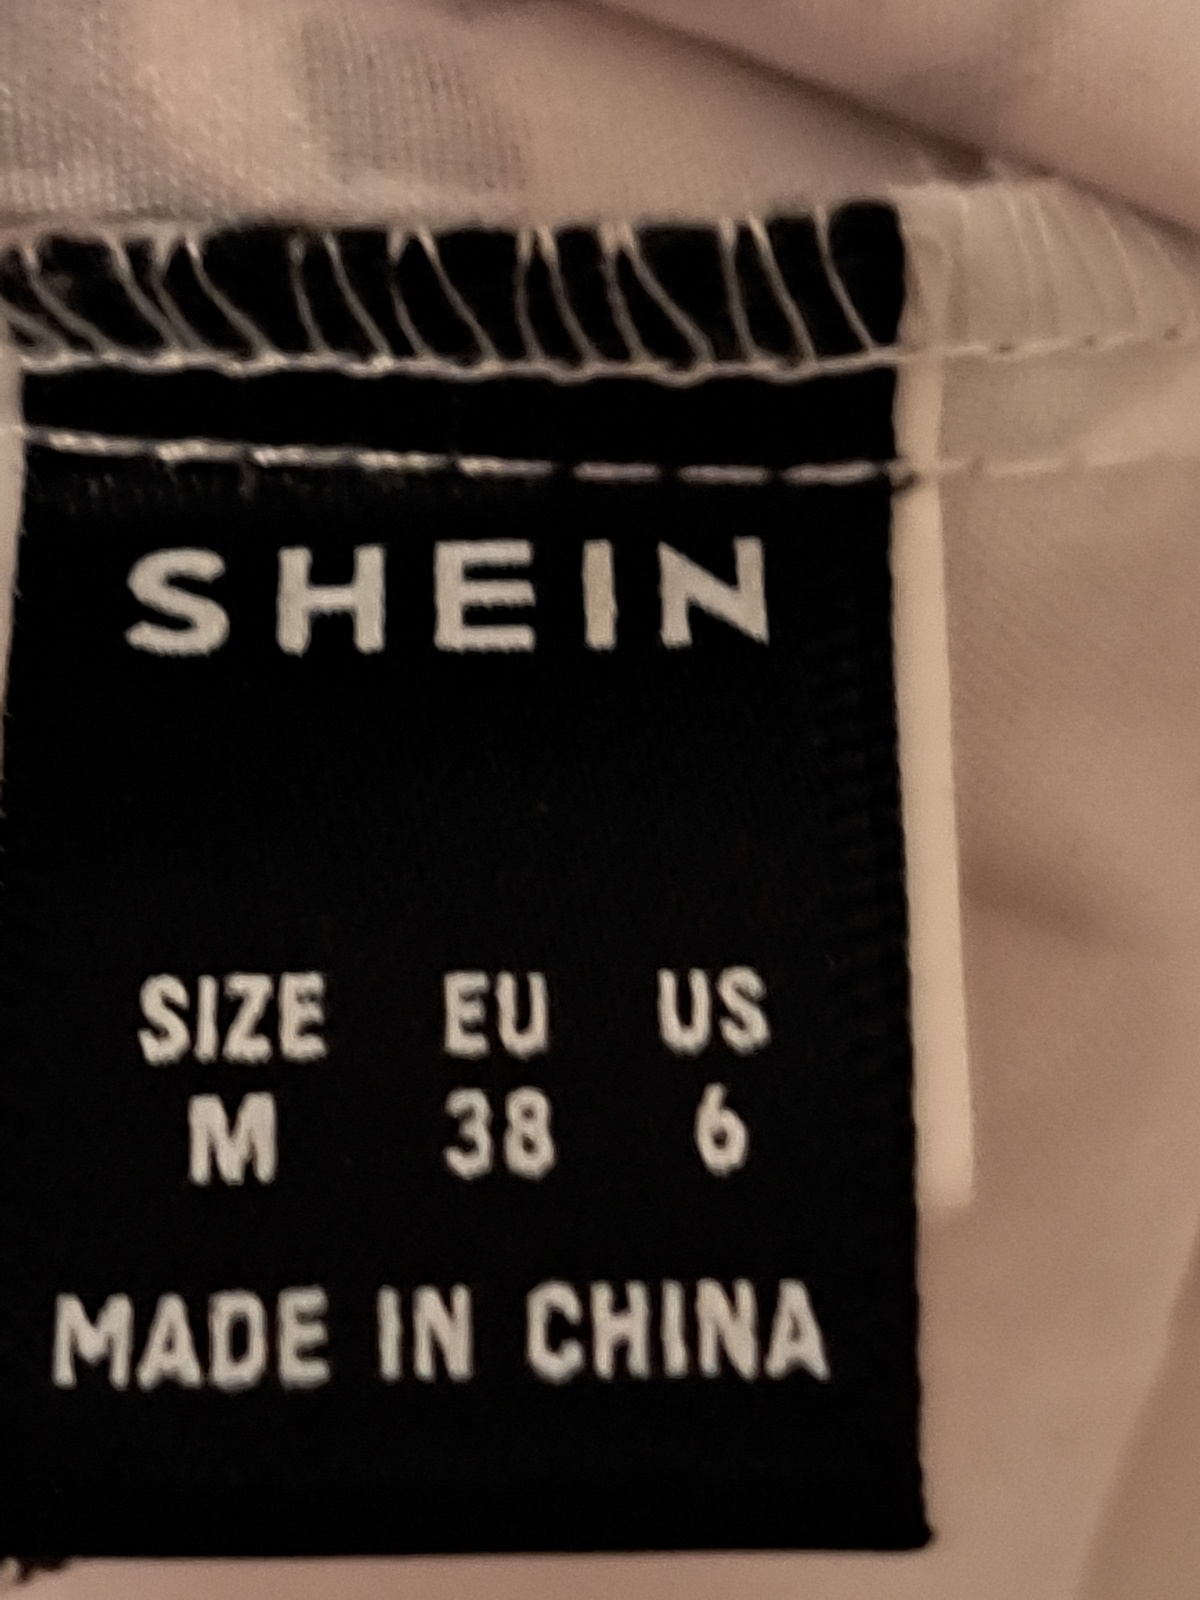 SHEIN
SIZE EU US
M 38 6
MADE IN CHINA